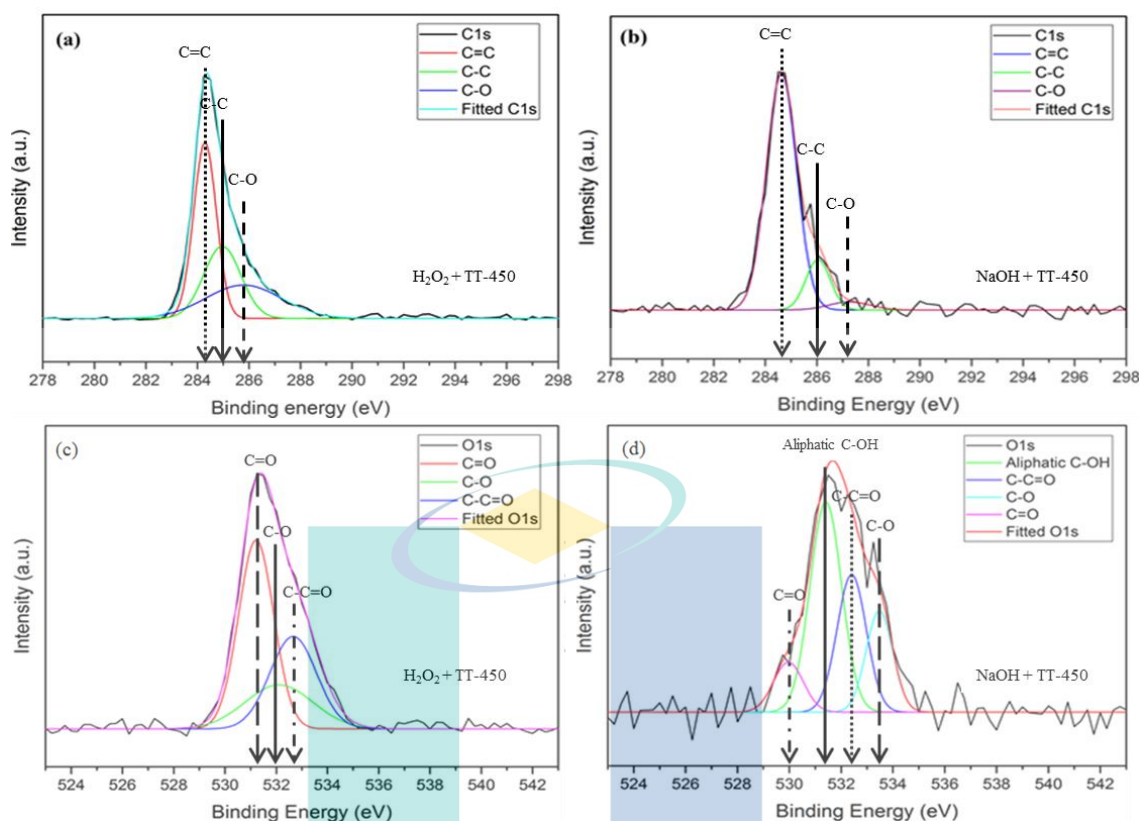 (a)
C=C
C-C
C-O
C1s
C=C
C-C
C-O
Fitted C1s
H₂O₂ + TT-450
Intensity (a.u.)
278 280 282 284 286 288 290 292 294 296 298
Binding energy (eV)
(b)
C=C
C-C
C-O
C1s
C=C
C-C
C-O
Fitted C1s
NaOH + TT-450
Intensity (a.u.)
278 280 282 284 286 288 290 292 294 296 298
Binding Energy (eV)
(c)
C=O
C-O
C-C=O
O1s
C=O
C-O
C-C=O
Fitted O1s
H₂O₂ + TT-450
Intensity (a.u.)
524 526 528 530 532 534 536 538 540 542
Binding Energy (eV)
(d)
Aliphatic C-OH
C-C=O
C-O
C=O
O1s
Aliphatic C-OH
C-C=O
C-O
C=O
Fitted O1s
NaOH + TT-450
Intensity (a.u.)
524 526 528 530 532 534 536 538 540 542
Binding Energy (eV)